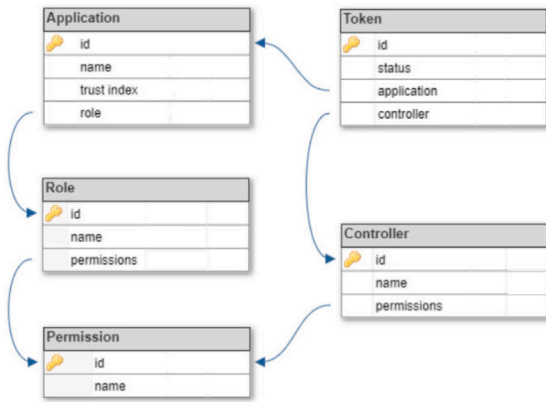 Application
id
name
trust index
role
Token
id
status
application
controller
Role
id
name
permissions
Controller
id
name
permissions
Permission
id
name